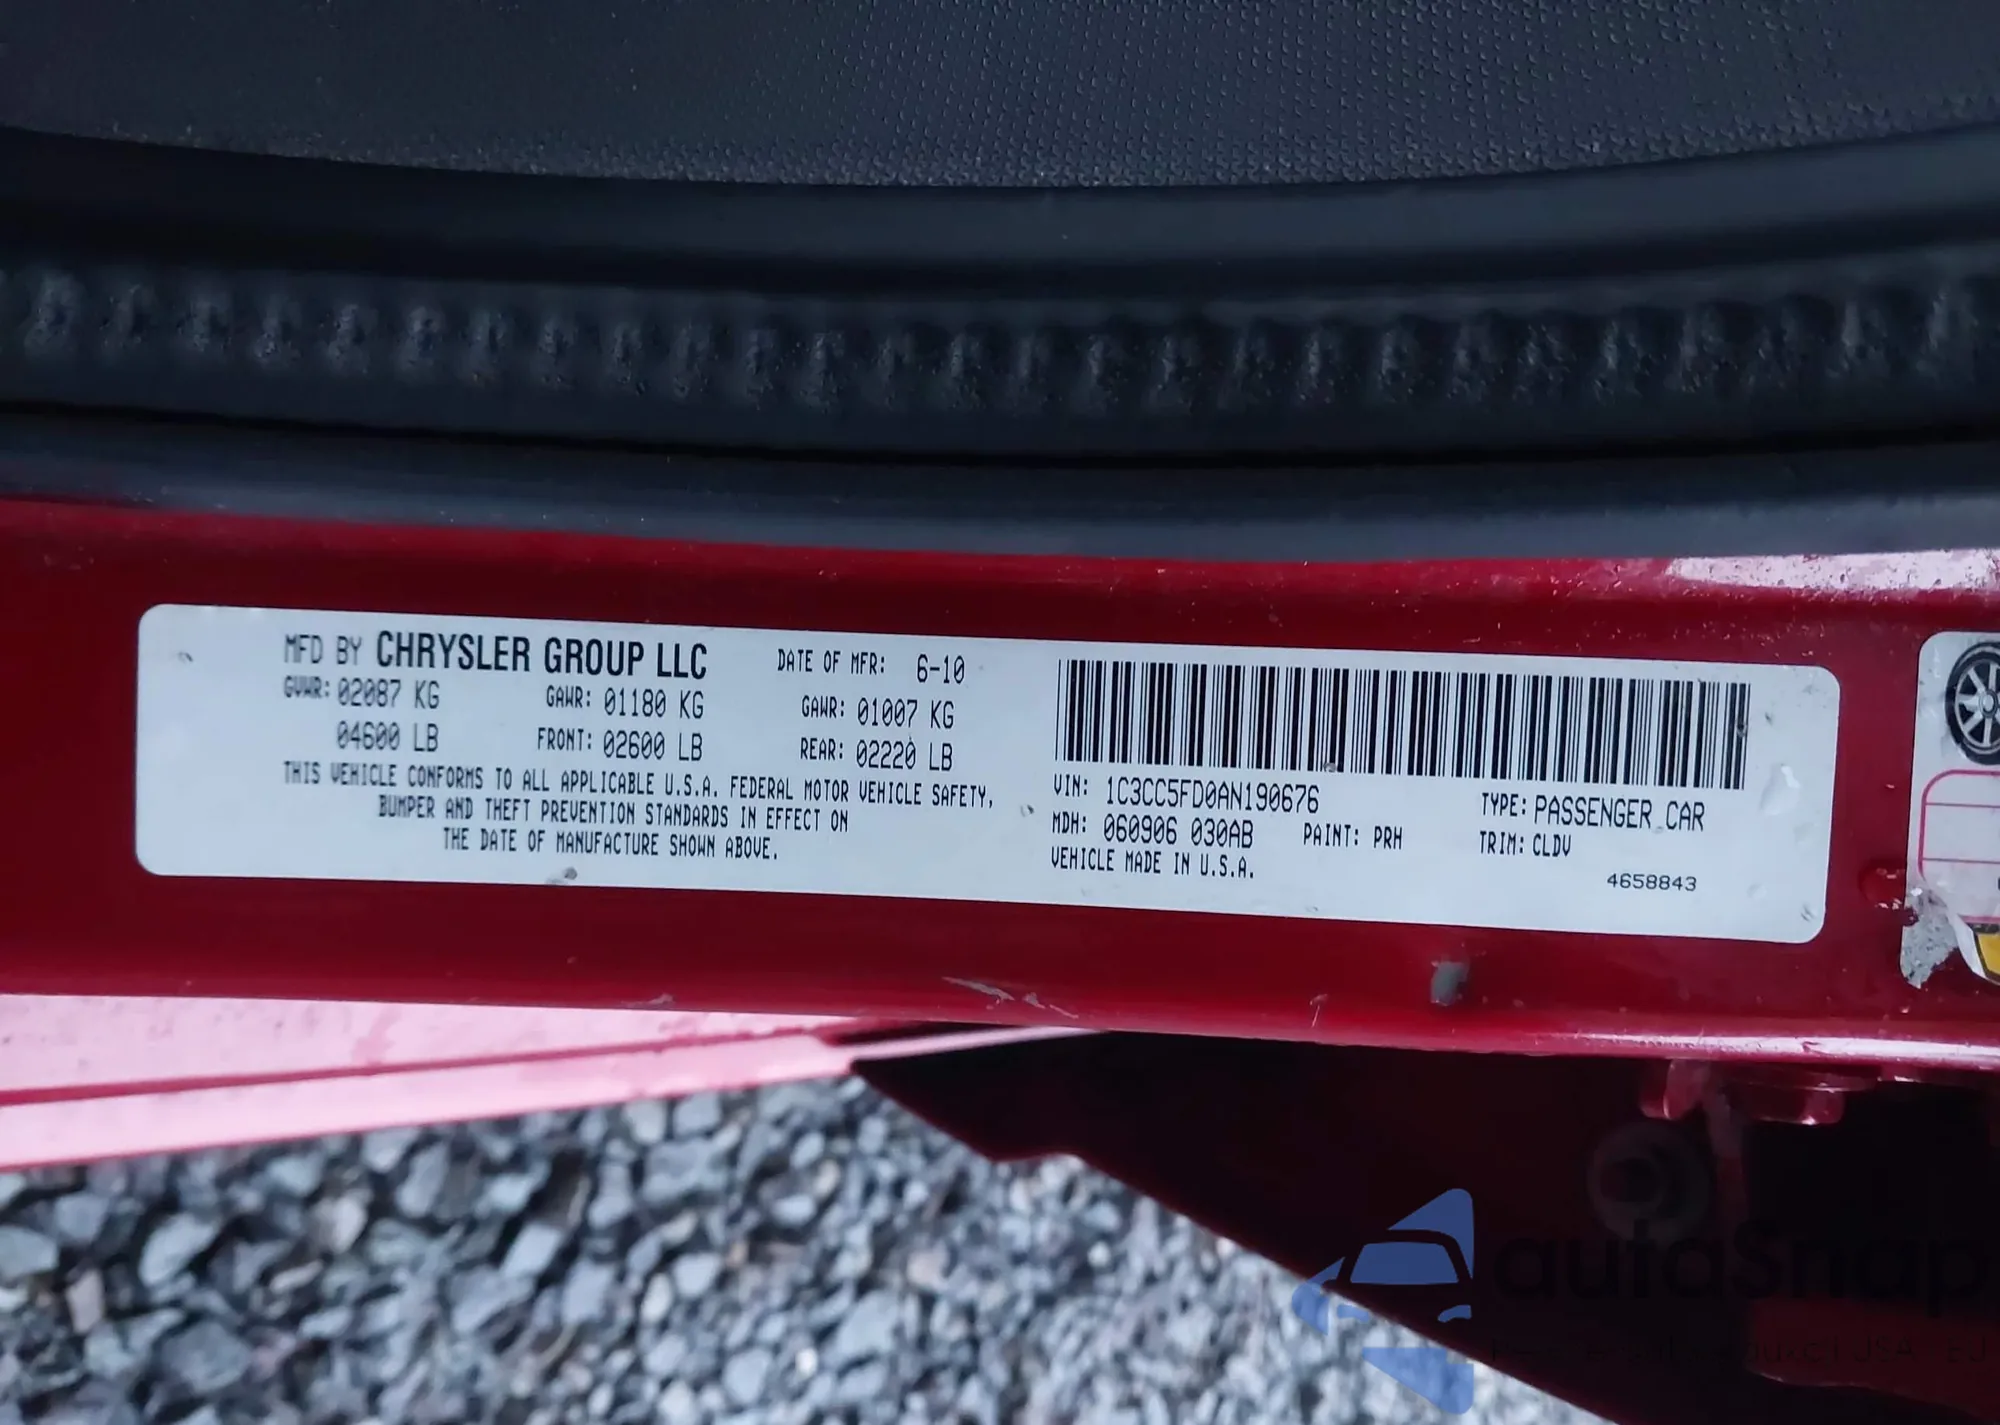 MFD BY CHRYSLER GROUP LLC DATE OF MFR: 6-10
GVWR: 02087 KG GAWR: 01180 KG GAWR: 01007 KG
04600 LB FRONT: 02600 LB REAR: 02220 LB
THIS VEHICLE CONFORMS TO ALL APPLICABLE U.S.A. FEDERAL MOTOR VEHICLE SAFETY,
BUMPER AND THEFT PREVENTION STANDARDS IN EFFECT ON
THE DATE OF MANUFACTURE SHOWN ABOVE.
VIN: 1C3CC5FD0AN190676 TYPE: PASSENGER CAR
MDH: 060906 030AB PAINT: PRH TRIM: CLDV
VEHICLE MADE IN U.S.A.
4658843
autoSnap